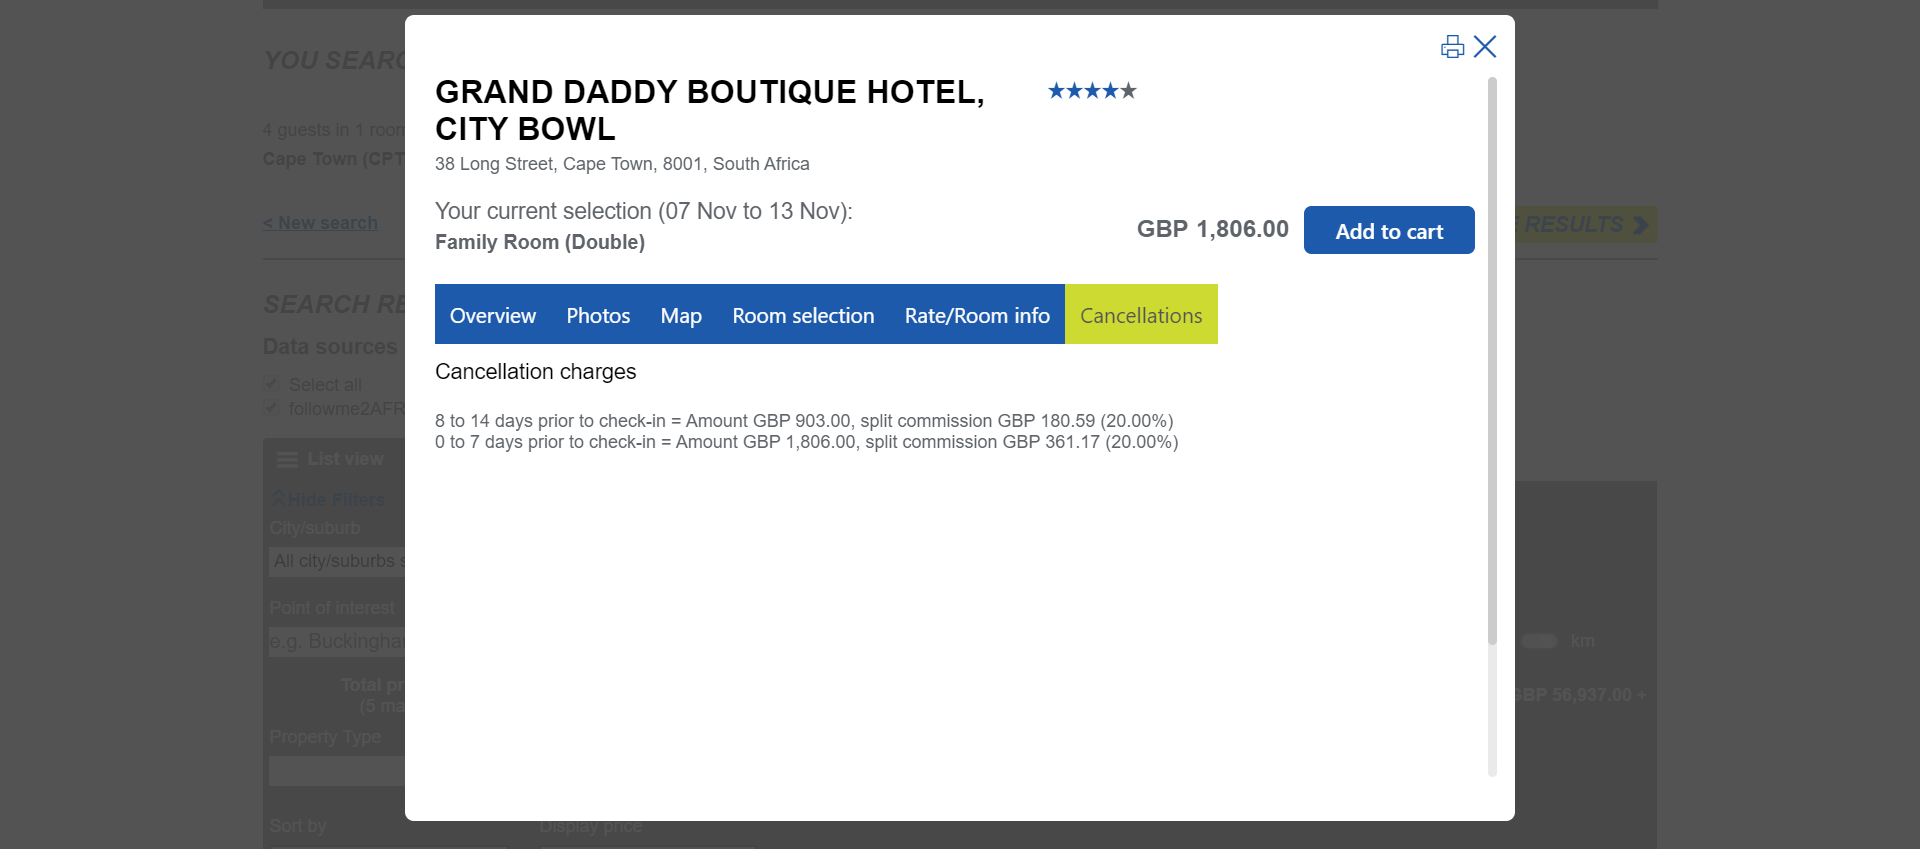 YOU SEARC
4 guests in 1 room
Cape Town (CPT
< New search
RESULTS
SEARCH RE
Data sources
Select all
followme2AFR
List view
Hide Filters
City/suburb
All city/suburbs s
Point of interest
e.g. Buckingha
km
Total pr
(5 ma
GBP 56,937.00 +
Property Type
Sort by
Display price
GRAND DADDY BOUTIQUE HOTEL,
CITY BOWL
38 Long Street, Cape Town, 8001, South Africa
Your current selection (07 Nov to 13 Nov):
Family Room (Double)
GBP 1,806.00
Add to cart
Overview Photos Map Room selection Rate/Room info Cancellations
Cancellation charges
8 to 14 days prior to check-in = Amount GBP 903.00, split commission GBP 180.59 (20.00%)
0 to 7 days prior to check-in = Amount GBP 1,806.00, split commission GBP 361.17 (20.00%)